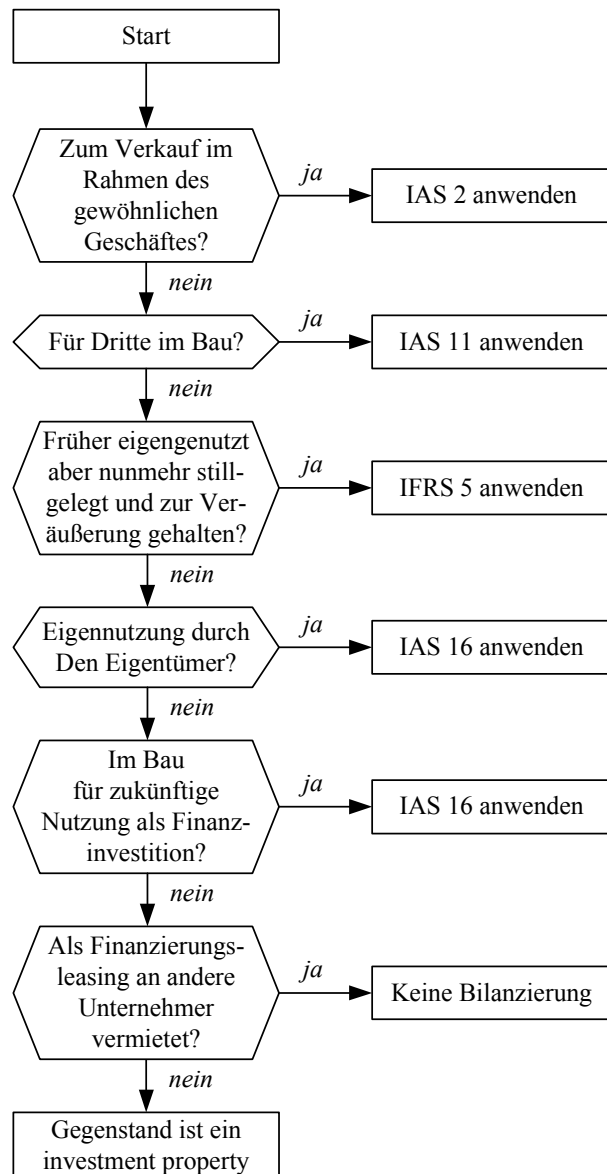 Start
Zum Verkauf im
Rahmen des
gewöhnlichen
Geschäftes?
ja
IAS 2 anwenden
nein
Für Dritte im Bau?
ja
IAS 11 anwenden
nein
Früher eigengenutzt
aber nunmehr still-
gelegt und zur Ver-
äußerung gehalten?
ja
IFRS 5 anwenden
nein
Eigennutzung durch
Den Eigentümer?
ja
IAS 16 anwenden
nein
Im Bau
für zukünftige
Nutzung als Finanz-
investition?
ja
IAS 16 anwenden
nein
Als Finanzierungs-
leasing an andere
Unternehmer
vermietet?
ja
Keine Bilanzierung
nein
Gegenstand ist ein
investment property